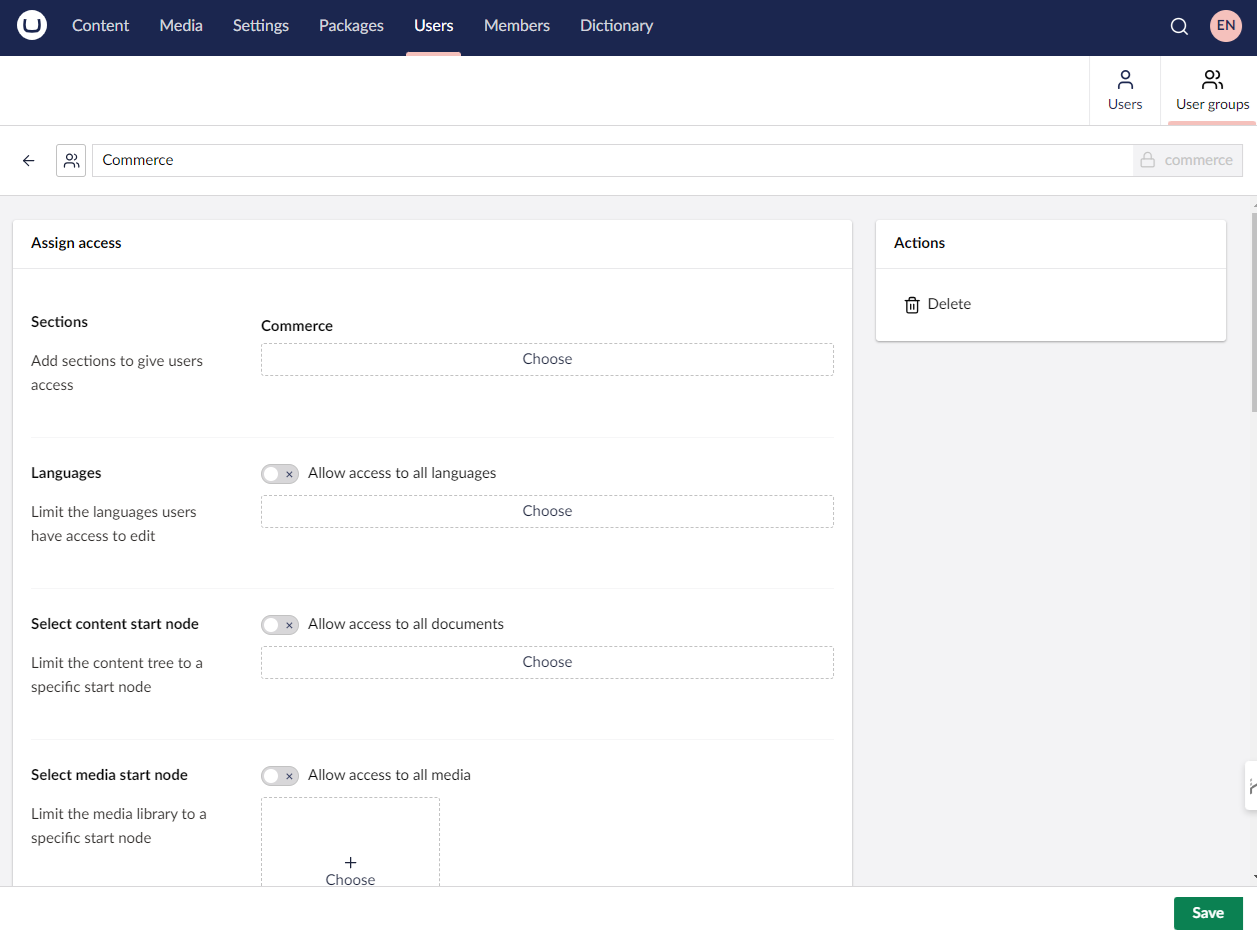 Content Media Settings Packages Users Members Dictionary EN
Users User groups
Commerce commerce
Assign access
Actions
Delete
Sections
Add sections to give users
access
Commerce
Choose
Languages
Limit the languages users
have access to edit
Allow access to all languages
Choose
Select content start node
Limit the content tree to a
specific start node
Allow access to all documents
Choose
Select media start node
Limit the media library to a
specific start node
Allow access to all media
Choose
Save